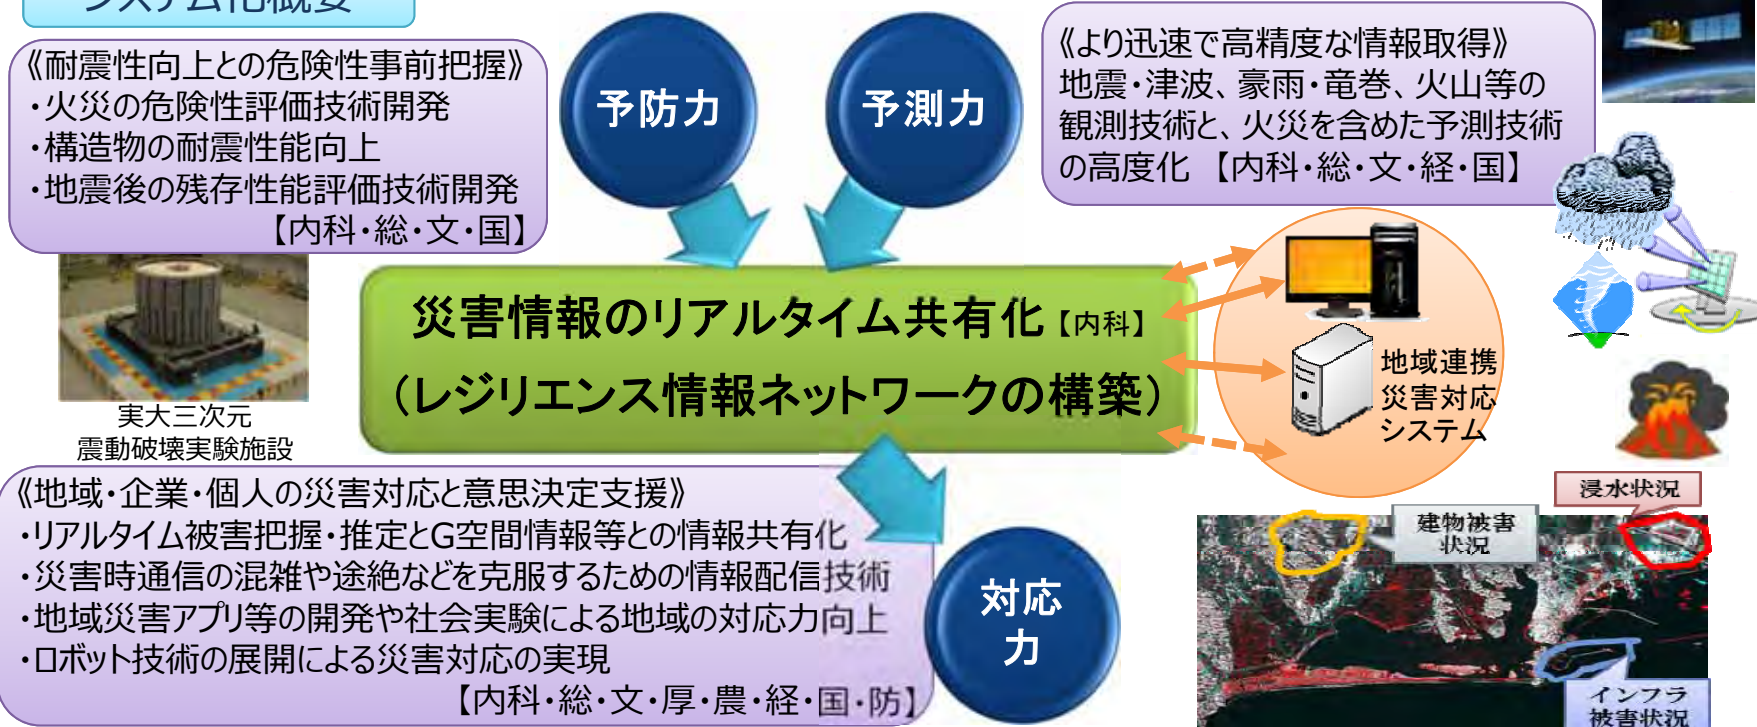 システム化概要
《耐震性向上との危険性事前把握》
・火災の危険性評価技術開発
・構造物の耐震性能向上
・地震後の残存性能評価技術開発
【内科・総・文・国】
予防力
予測力
《より迅速で高精度な情報取得》
地震・津波、豪雨・竜巻、火山等の
観測技術と、火災を含めた予測技術
の高度化 【内科・総・文・経・国】
実大三次元
震動破壊実験施設
災害情報のリアルタイム共有化【内科】
（レジリエンス情報ネットワークの構築）
地域連携
災害対応
システム
《地域・企業・個人の災害対応と意思決定支援》
・リアルタイム被害把握・推定とG空間情報等との情報共有化
・災害時通信の混雑や途絶などを克服するための情報配信技術
・地域災害アプリ等の開発や社会実験による地域の対応力向上
・ロボット技術の展開による災害対応の実現
【内科・総・文・厚・農・経・国・防】
対応
力
浸水状況
建物被害
状況
インフラ
被害状況